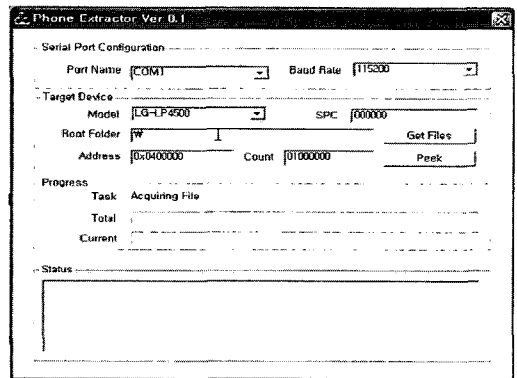 Phone Extractor Ver 0.1
Serial Port Configuration
Port Name COM1 Baud Rate 115200
Target Device
Model LG-LP4500 SPC 000000
Root Folder ₩ Get Files
Address 0x0400000 Count 01000000 Peek
Progress
Task Acquiring File
Total
Current
Status